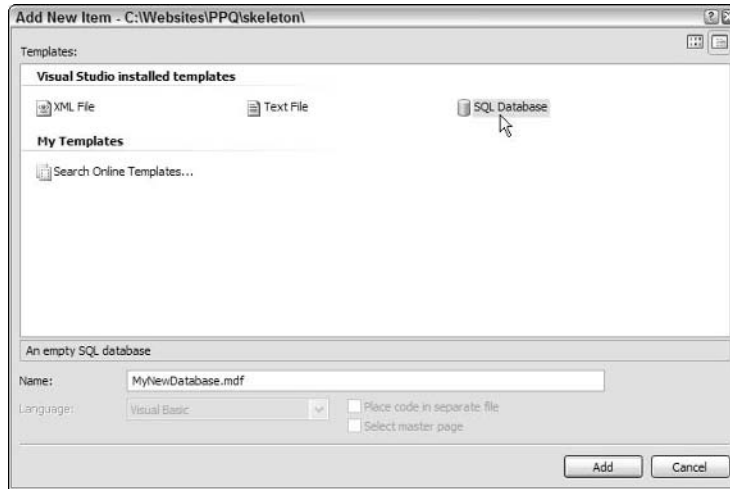 Add New Item - C:\Websites\PPQ\skeleton\
Templates:
Visual Studio installed templates
XML File
Text File
SQL Database
My Templates
Search Online Templates...
An empty SQL database
Name:
MyNewDatabase.mdf
Language:
Visual Basic
Place code in separate file
Select master page
Add
Cancel